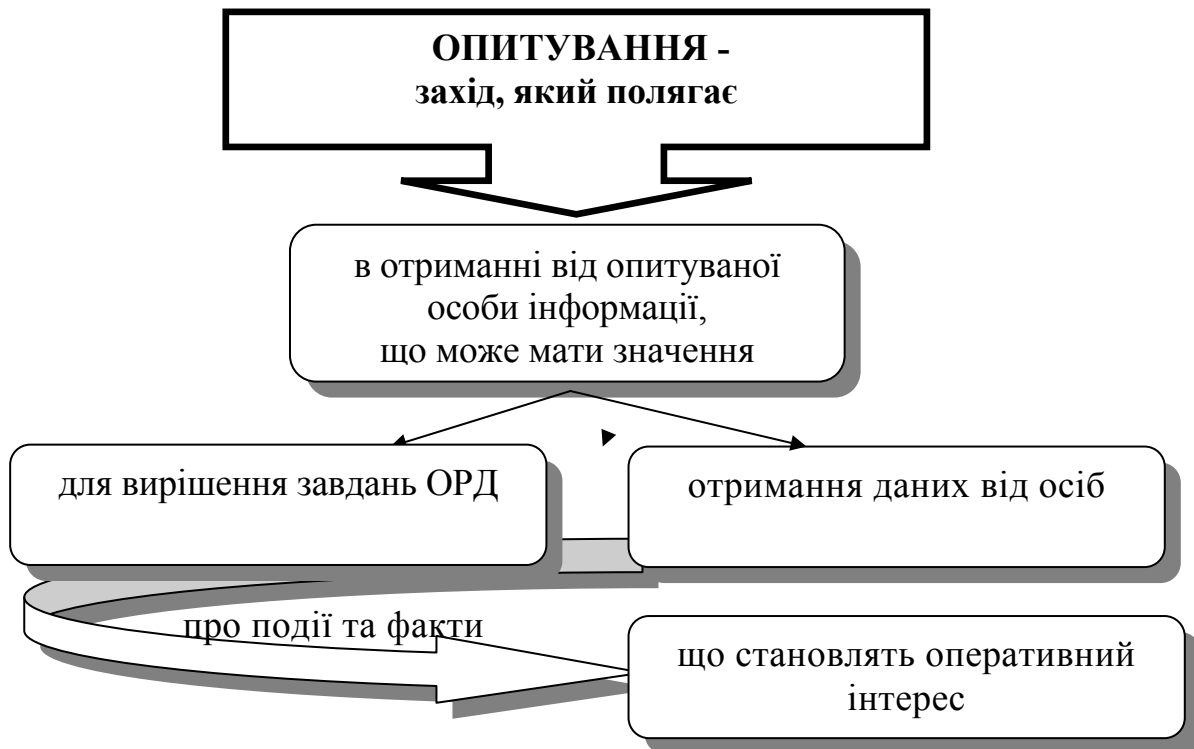 ОПИТУВАННЯ -
захід, який полягає
в отриманні від опитуваної
особи інформації,
що може мати значення
для вирішення завдань ОРД
отримання даних від осіб
про події та факти
що становлять оперативний
інтерес